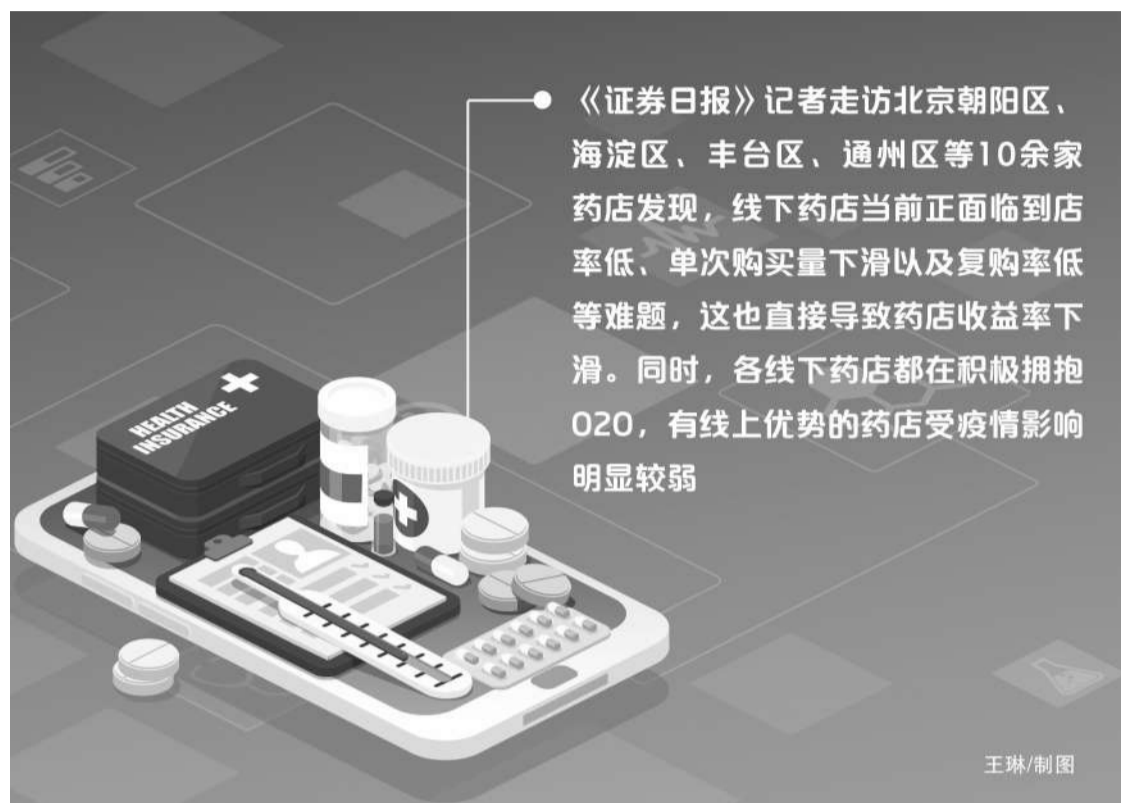 《证券日报》记者走访北京朝阳区、
海淀区、丰台区、通州区等10余家
药店发现，线下药店当前正面临到店
率低、单次购买量下滑以及复购率低
等难题，这也直接导致药店收益率下
滑。同时，各线下药店都在积极拥抱
O2O，有线上优势的药店受疫情影响
明显较弱
HEALTH
INSURANCE
王琳/制图